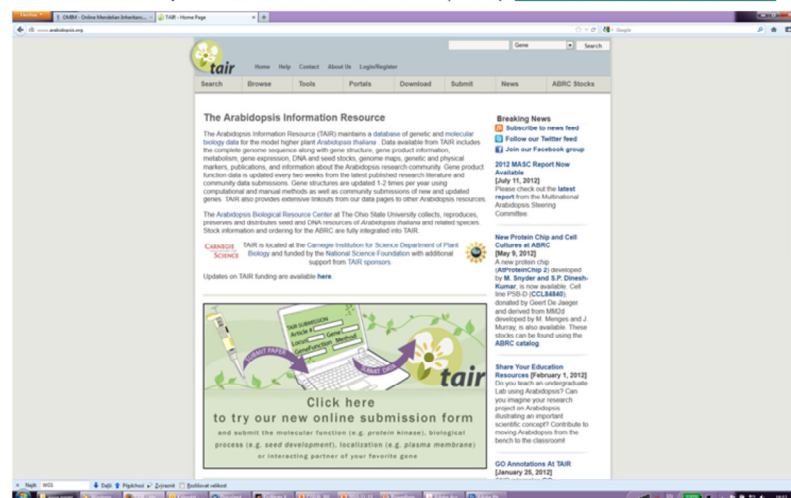 OMIM - Online Mendelian Inheritanc...
TAIR - Home Page
www.arabidopsis.org
Google
tair
Home Help Contact About Us Login/Register
Gene Search
Search Browse Tools Portals Download Submit News ABRC Stocks
The Arabidopsis Information Resource
The Arabidopsis Information Resource (TAIR) maintains a database of genetic and molecular
biology data for the model higher plant Arabidopsis thaliana . Data available from TAIR includes
the complete genome sequence along with gene structure, gene product information,
metabolism, gene expression, DNA and seed stocks, genome maps, genetic and physical
markers, publications, and information about the Arabidopsis research community. Gene product
function data is updated every two weeks from the latest published research literature and
community data submissions. Gene structures are updated 1-2 times per year using
computational and manual methods as well as community submissions of new and updated
genes. TAIR also provides extensive linkouts from our data pages to other Arabidopsis resources.
The Arabidopsis Biological Resource Center at The Ohio State University collects, reproduces,
preserves and distributes seed and DNA resources of Arabidopsis thaliana and related species.
Stock information and ordering for the ABRC are fully integrated into TAIR.
CARNEGIE
SCIENCE
TAIR is located at the Carnegie Institution for Science Department of Plant
Biology and funded by the National Science Foundation with additional
support from TAIR sponsors.
Updates on TAIR funding are available here.
TAIR SUBMISSION
Article #
Locus Gene
GeneFunction Method
SUBMIT PAPER
SUBMIT DATA
tair
Click here
to try our new online submission form
and submit the molecular function (e.g. protein kinase), biological
process (e.g. seed development), localization (e.g. plasma membrane)
or interacting partner of your favorite gene
Breaking News
Subscribe to news feed
Follow our Twitter feed
Join our Facebook group
2012 MASC Report Now
Available
[July 11, 2012]
Please check out the latest
report from the Multinational
Arabidopsis Steering
Committee.
New Protein Chip and Cell
Cultures at ABRC
[May 9, 2012]
A new protein chip
(AtProteinChip 2) developed
by M. Snyder and S.P. Dinesh-
Kumar, is now available. Cell
line PSB-D (CCL84840),
donated by Geert De Jaeger
and derived from MM2d
developed by M. Menges and J.
Murray, is also available. These
stocks can be found using the
ABRC catalog.
Share Your Education
Resources [February 1, 2012]
Do you teach an undergraduate
Lab using Arabidopsis? Can
you imagine your research
project on Arabidopsis
illustrating an important
scientific concept? Contribute to
moving Arabidopsis from the
bench to the classroom!
GO Annotations At TAIR
[January 25, 2012]
Najít: WGS Další Předchozí Zvýraznit Rozlišovat velikost